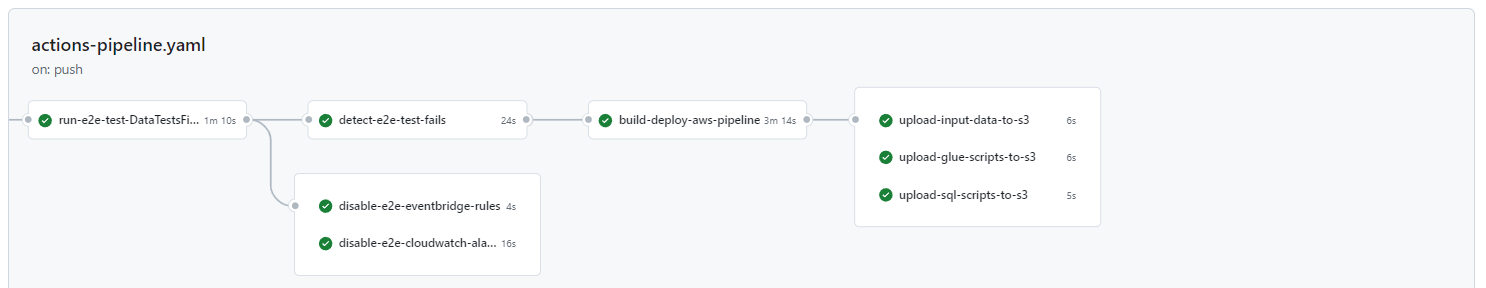 actions-pipeline.yaml
on: push
run-e2e-test-DataTestsFi... 1m 10s
detect-e2e-test-fails 24s
build-deploy-aws-pipeline 3m 14s
upload-input-data-to-s3 6s
upload-glue-scripts-to-s3 6s
upload-sql-scripts-to-s3 5s
disable-e2e-eventbridge-rules 4s
disable-e2e-cloudwatch-ala... 16s